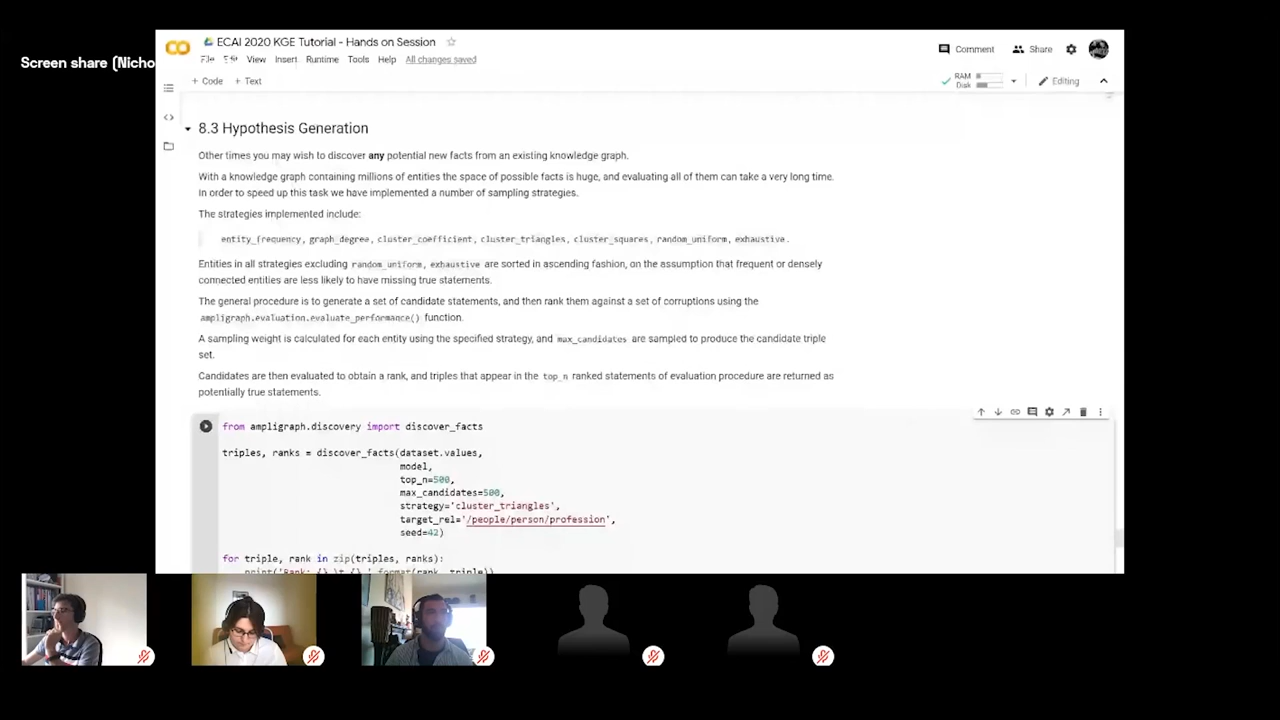 ECAI 2020 KGE Tutorial - Hands on Session
Screen share (Nicho
File Edit View Insert Runtime Tools Help All changes saved
Comment Share
+ Code + Text
RAM
Disk
Editing
8.3 Hypothesis Generation
Other times you may wish to discover any potential new facts from an existing knowledge graph.
With a knowledge graph containing millions of entities the space of possible facts is huge, and evaluating all of them can take a very long time.
In order to speed up this task we have implemented a number of sampling strategies.
The strategies implemented include:
entity_frequency, graph_degree, cluster_coefficient, cluster_triangles, cluster_squares, random_uniform, exhaustive.
Entities in all strategies excluding random_uniform, exhaustive are sorted in ascending fashion, on the assumption that frequent or densely
connected entities are less likely to have missing true statements.
The general procedure is to generate a set of candidate statements, and then rank them against a set of corruptions using the
ampligraph.evaluation.evaluate_performance() function.
A sampling weight is calculated for each entity using the specified strategy, and max_candidates are sampled to produce the candidate triple
set.
Candidates are then evaluated to obtain a rank, and triples that appear in the top_n ranked statements of evaluation procedure are returned as
potentially true statements.
from ampligraph.discovery import discover_facts
triples, ranks = discover_facts(dataset.values,
model,
top_n=500,
max_candidates=500,
strategy='cluster_triangles',
target_rel='/people/person/profession',
seed=42)
for triple, rank in zip(triples, ranks):
print('Rank: {} \t {} '.format(rank, triple))